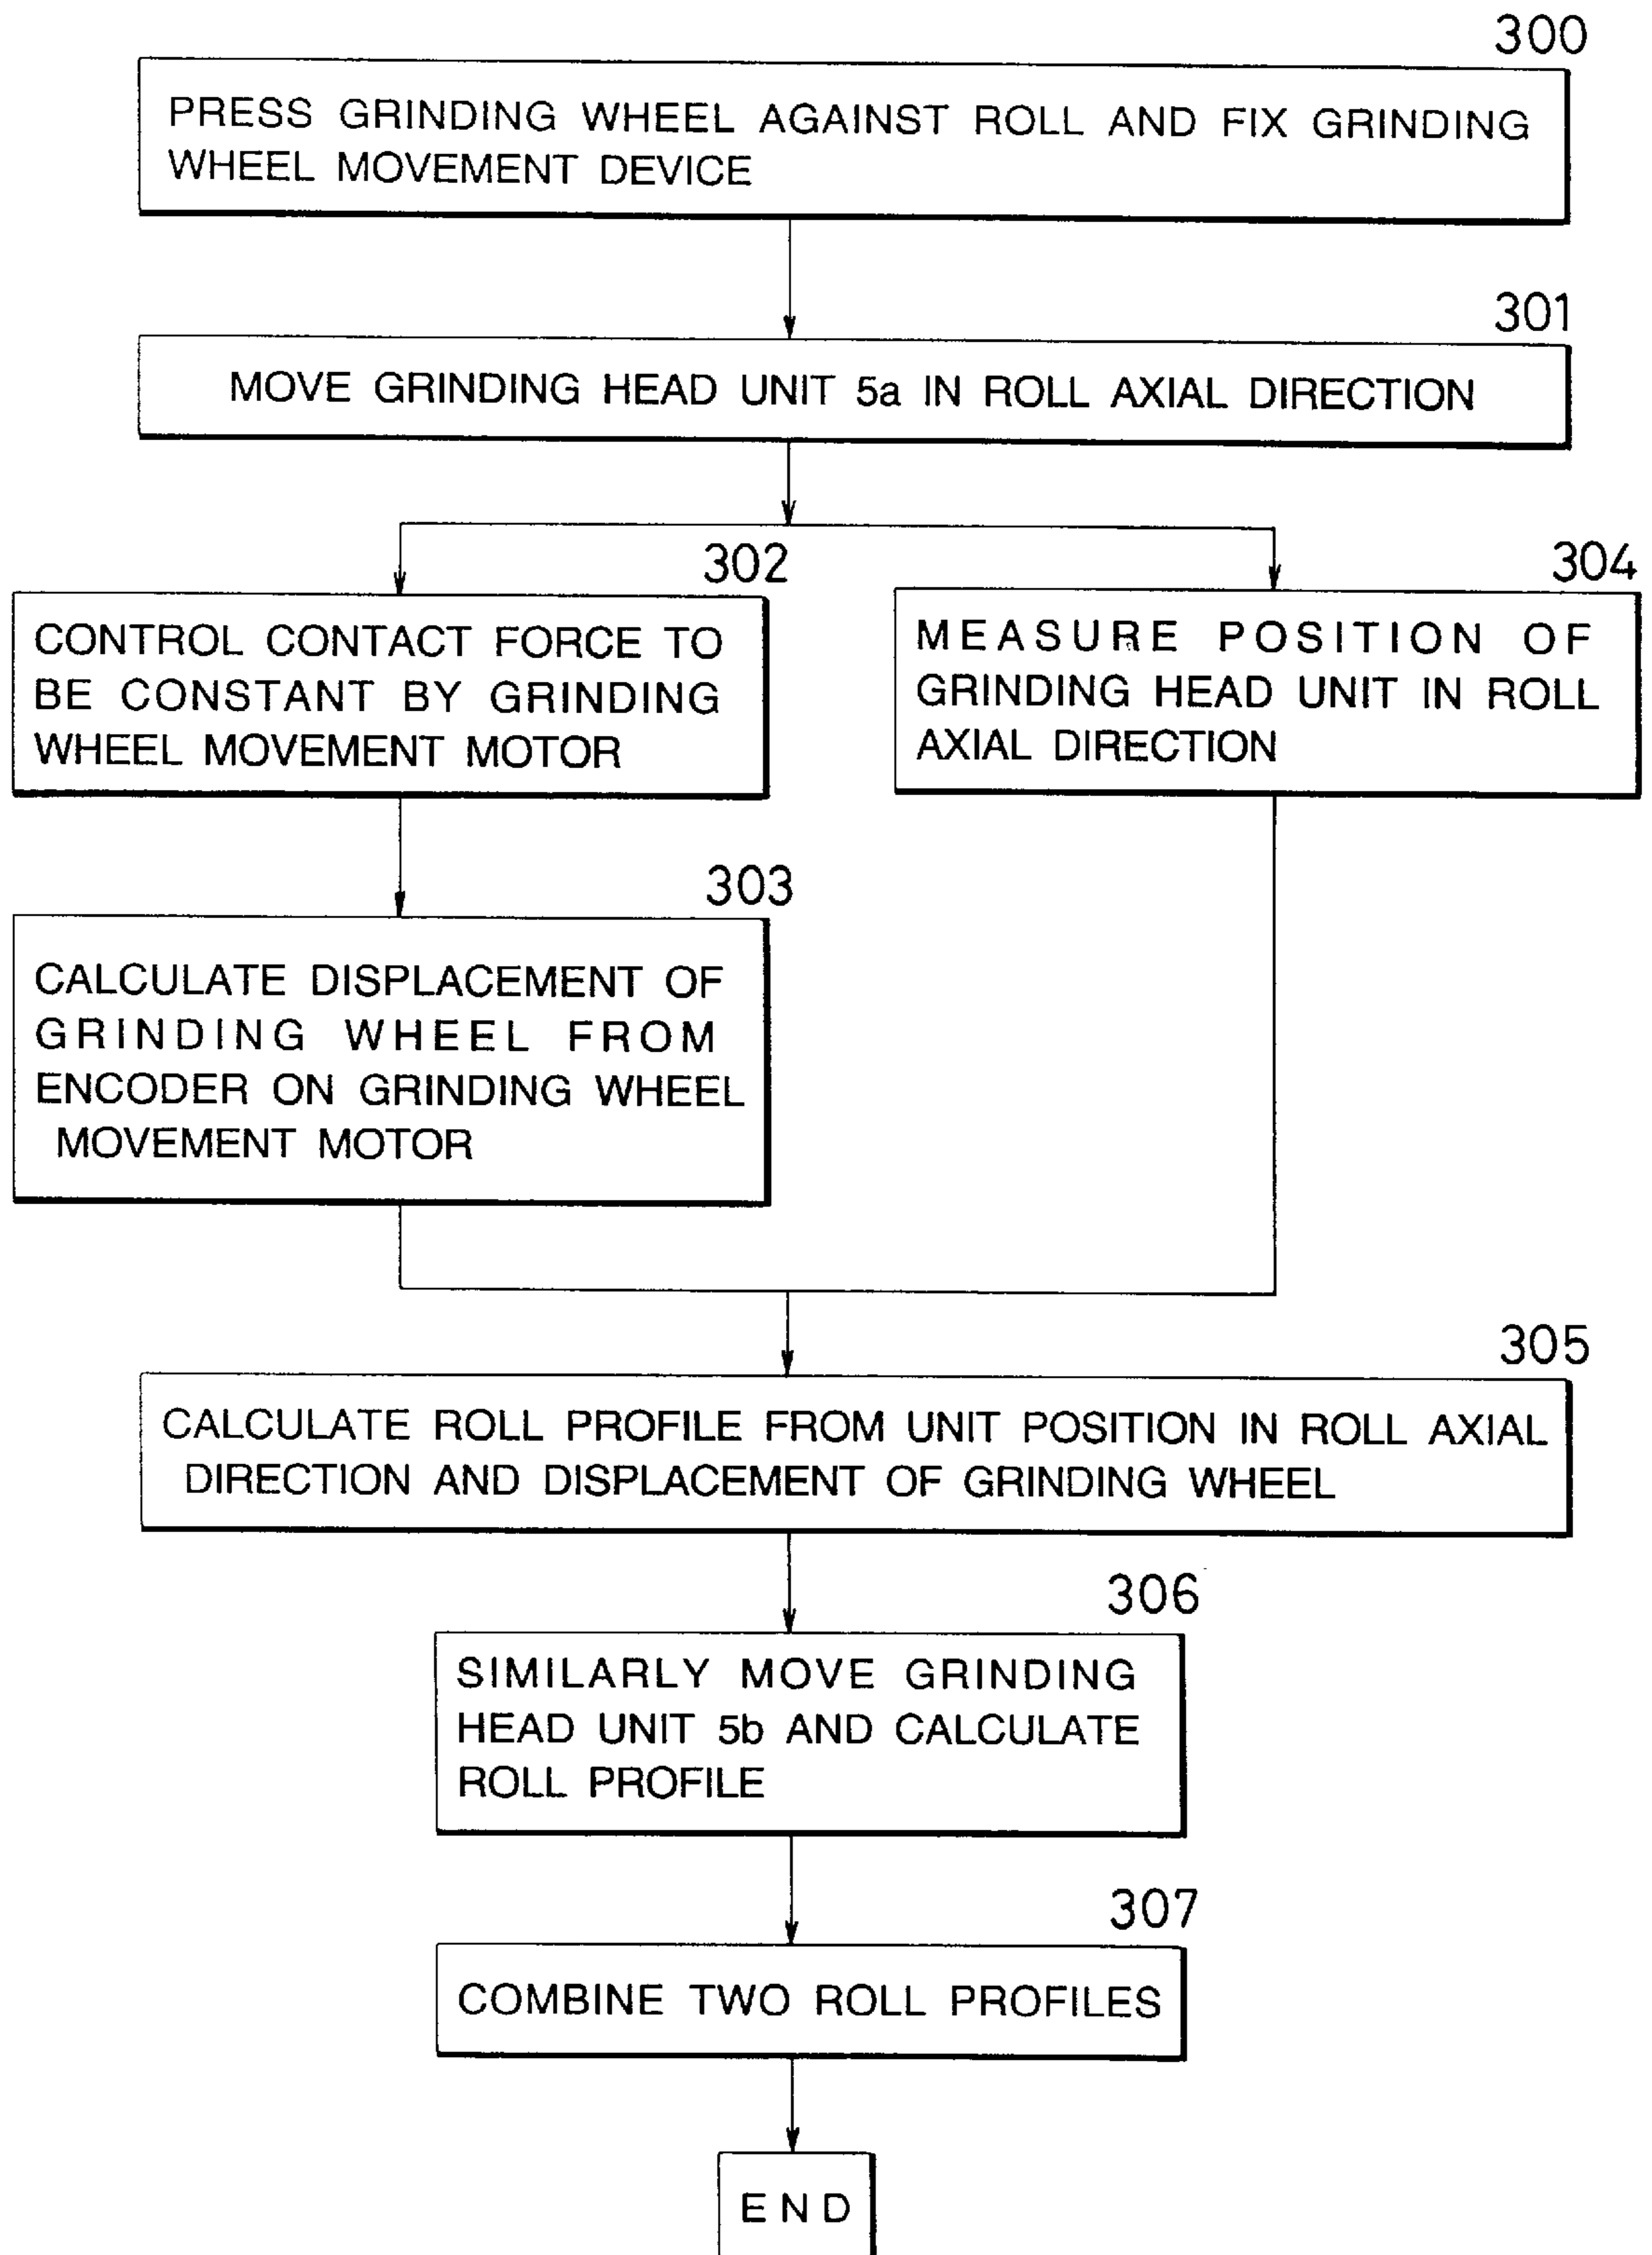 300
PRESS GRINDING WHEEL AGAINST ROLL AND FIX GRINDING
WHEEL MOVEMENT DEVICE
301
MOVE GRINDING HEAD UNIT 5a IN ROLL AXIAL DIRECTION
302
CONTROL CONTACT FORCE TO
BE CONSTANT BY GRINDING
WHEEL MOVEMENT MOTOR
304
MEASURE POSITION OF
GRINDING HEAD UNIT IN ROLL
AXIAL DIRECTION
303
CALCULATE DISPLACEMENT OF
GRINDING WHEEL FROM
ENCODER ON GRINDING WHEEL
MOVEMENT MOTOR
305
CALCULATE ROLL PROFILE FROM UNIT POSITION IN ROLL AXIAL
DIRECTION AND DISPLACEMENT OF GRINDING WHEEL
306
SIMILARLY MOVE GRINDING
HEAD UNIT 5b AND CALCULATE
ROLL PROFILE
307
COMBINE TWO ROLL PROFILES
END